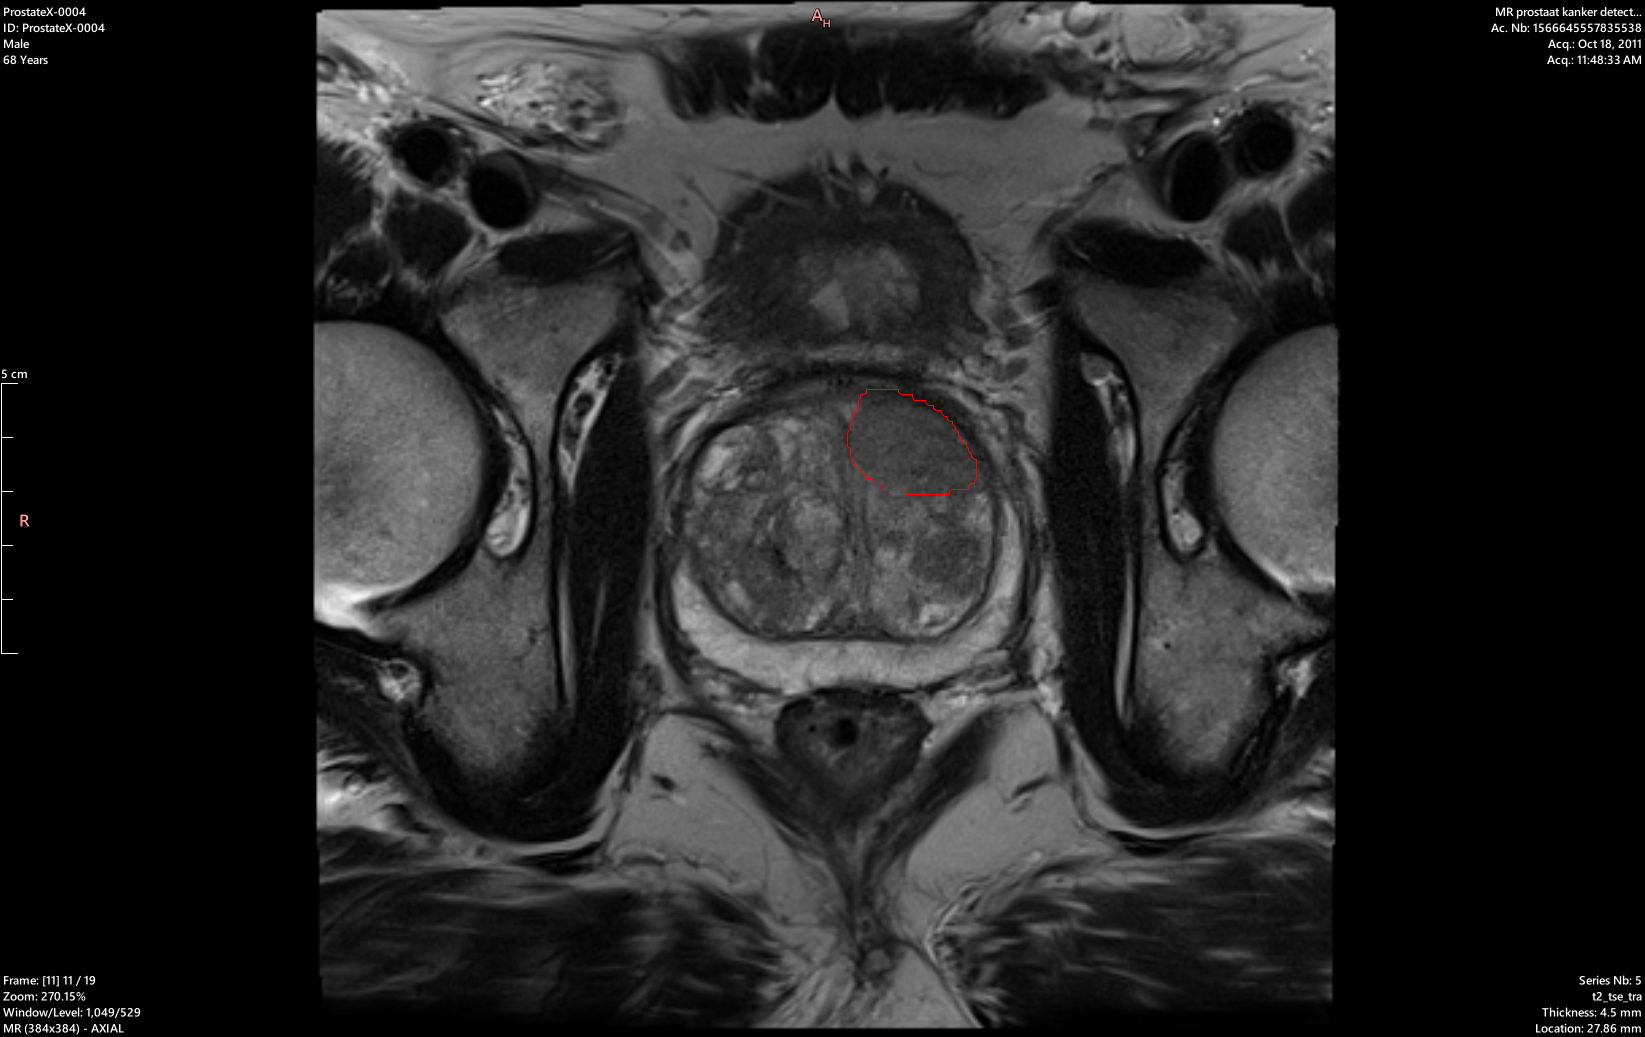 ProstateX-0004
ID: ProstateX-0004
Male
68 Years
A
H
MR prostaat kanker detect...
Ac. Nb: 1566645557835538
Acq.: Oct 18, 2011
Acq.: 11:48:33 AM
5 cm
R
Frame: [11] 11 / 19
Zoom: 270.15%
Window/Level: 1,049/529
MR (384x384) - AXIAL
Series Nb: 5
t2_tse_tra
Thickness: 4.5 mm
Location: 27.86 mm